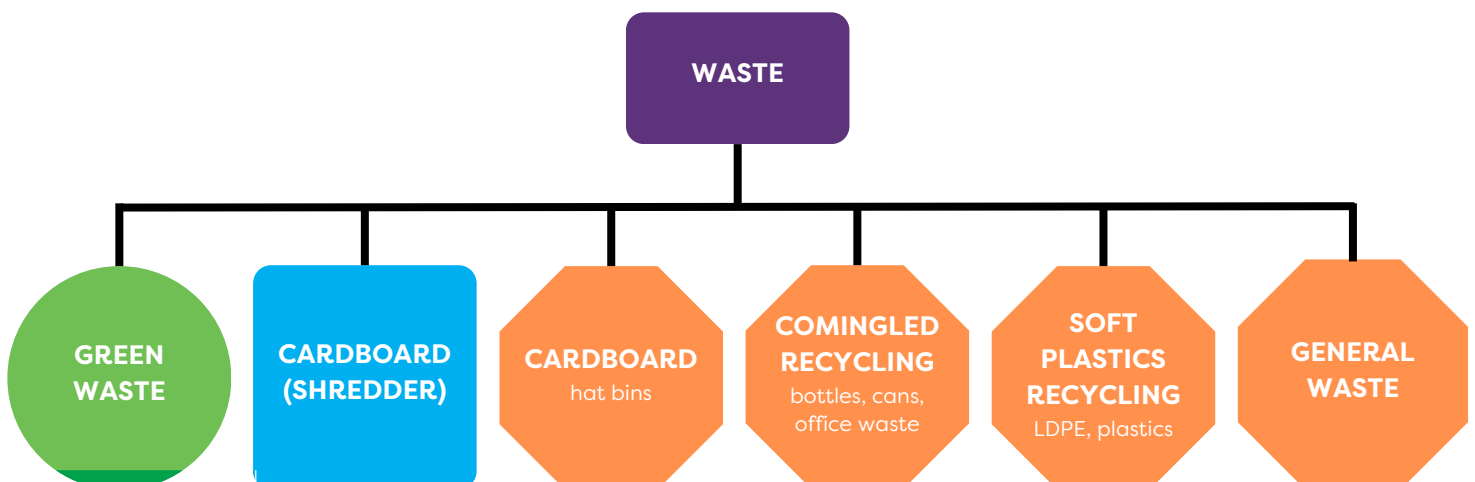 WASTE
GREEN
WASTE
CARDBOARD
(SHREDDER)
CARDBOARD
hat bins
COMINGLED
RECYCLING
bottles, cans,
office waste
SOFT
PLASTICS
RECYCLING
LDPE, plastics
GENERAL
WASTE